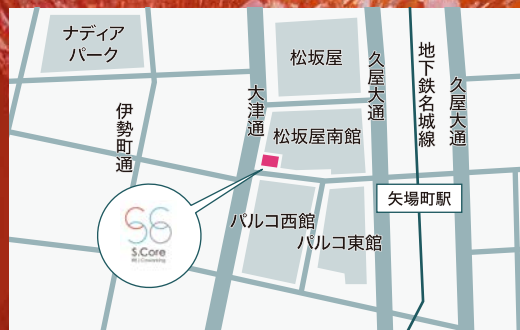 ナディア
パーク
松坂屋
久屋大通
地下鉄名城線
久屋大通
大津通
伊勢町通
松坂屋南館
矢場町駅
S.Core
パルコ西館
パルコ東館